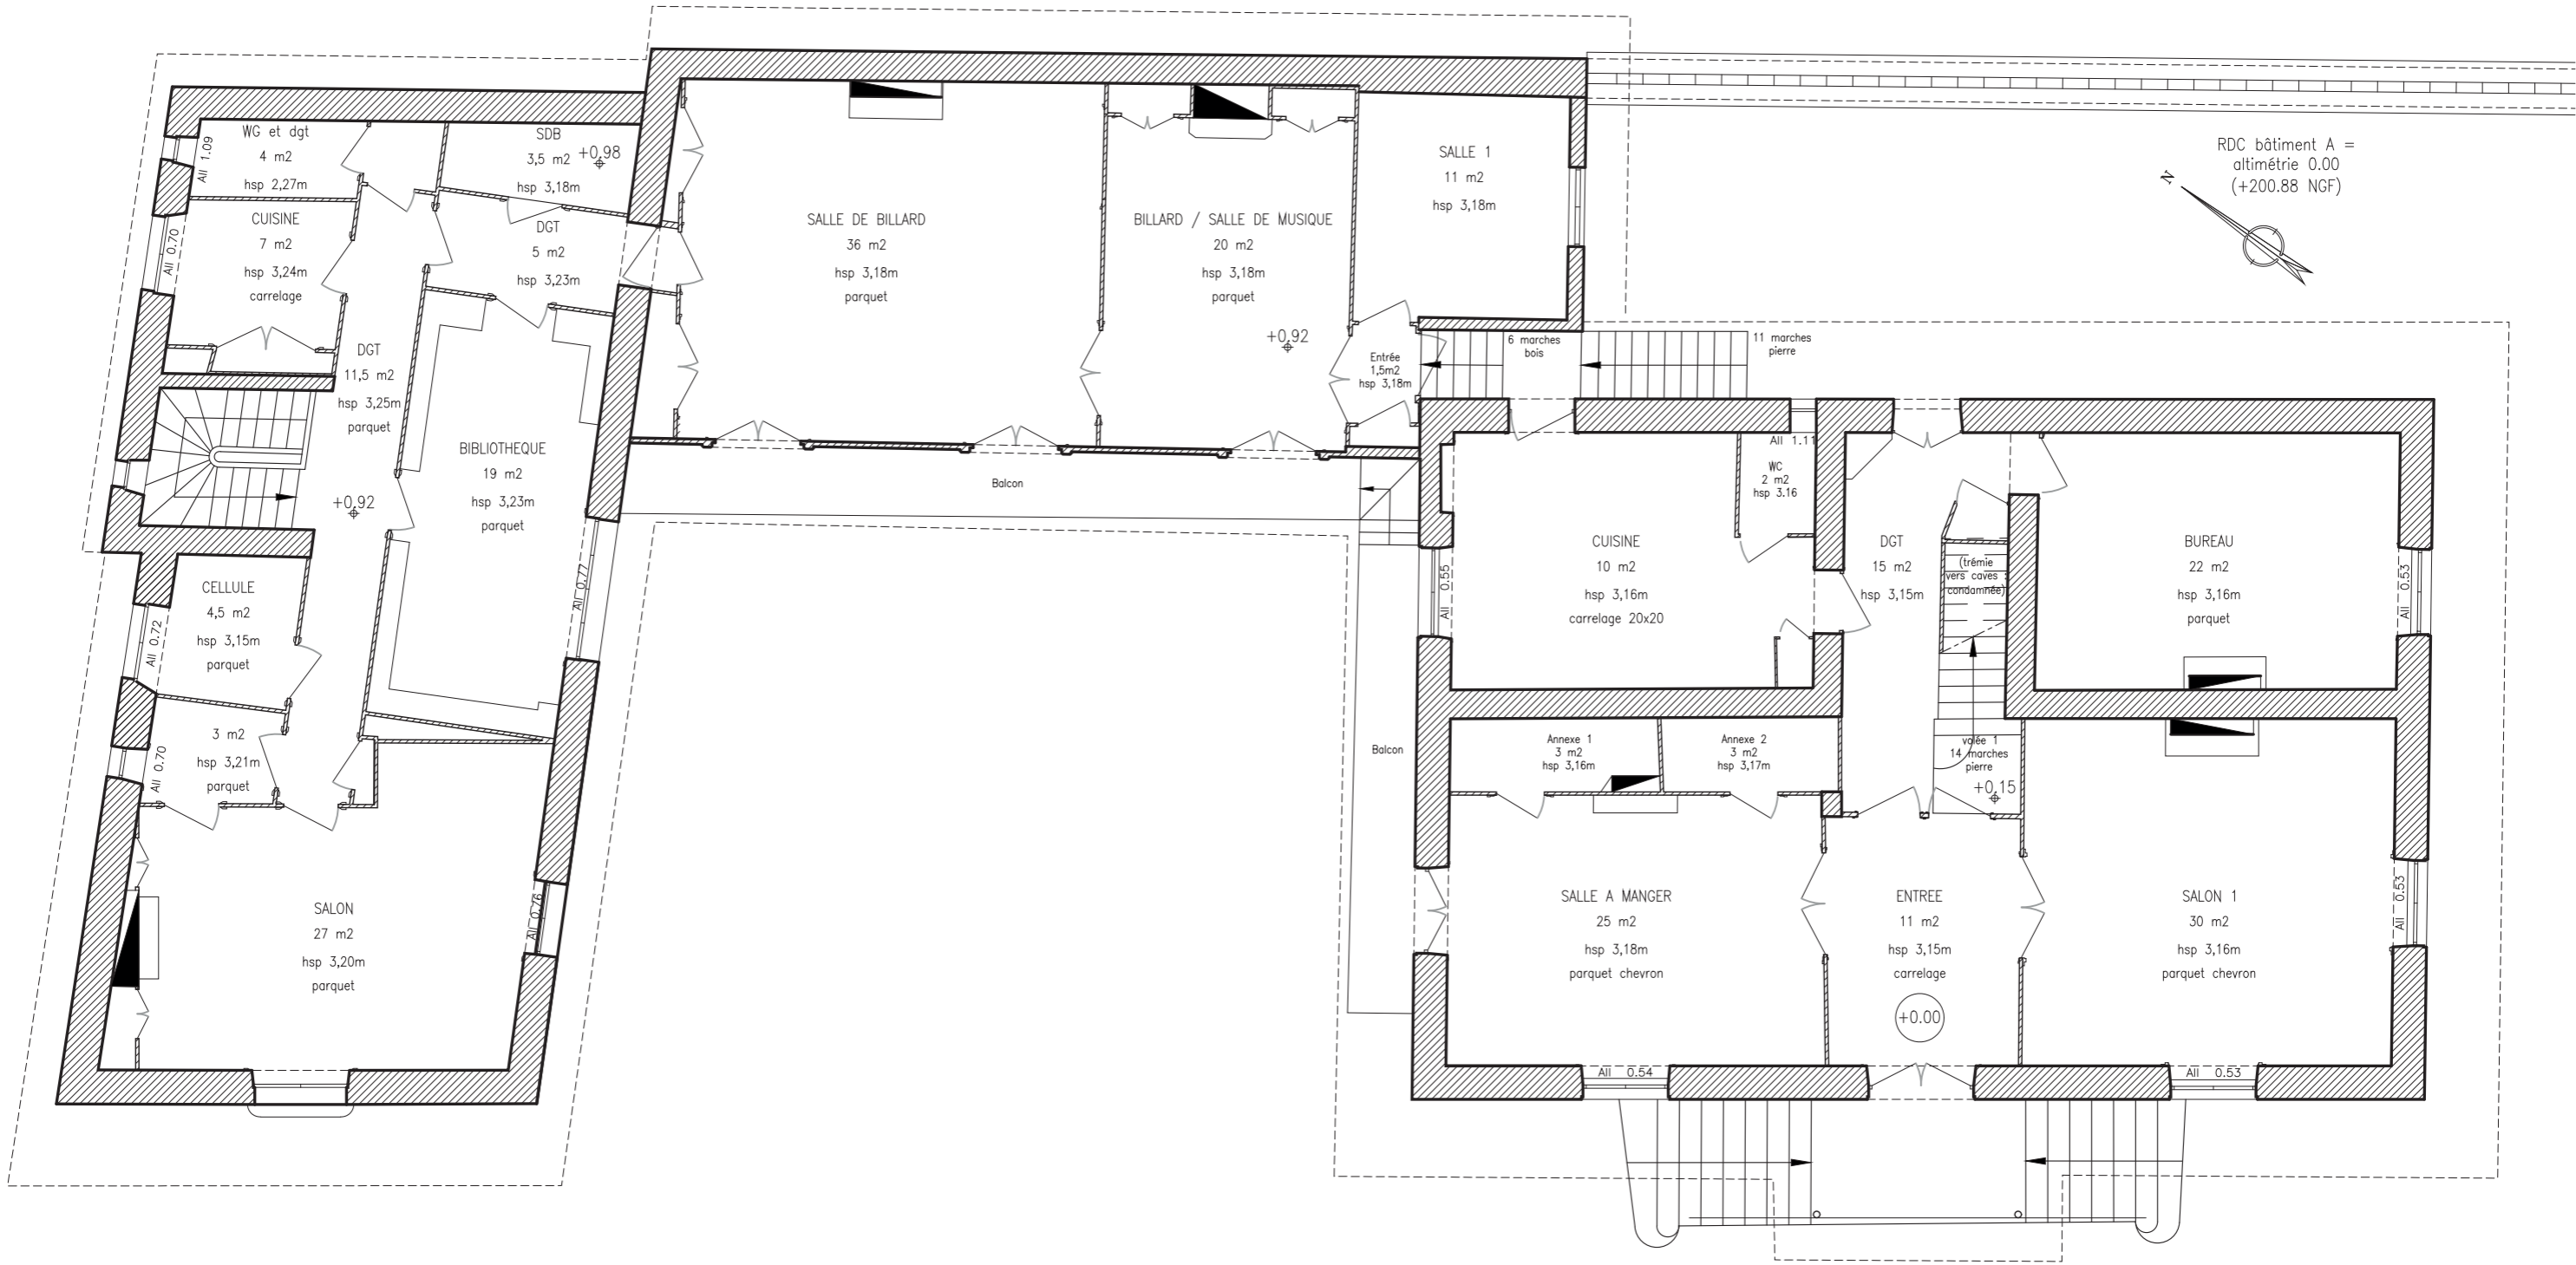 WG et dgt
4 m2
hsp 2,27m
All 1.09
SDB
3,5 m2
hsp 3,18m
+0,98
CUISINE
7 m2
hsp 3,24m
carrelage
All 0.70
DGT
5 m2
hsp 3,23m
DGT
11,5 m2
hsp 3,25m
parquet
+0,92
BIBLIOTHEQUE
19 m2
hsp 3,23m
parquet
All 0.77
CELLULE
4,5 m2
hsp 3,15m
parquet
All 0.72
3 m2
hsp 3,21m
parquet
All 0.70
SALON
27 m2
hsp 3,20m
parquet
All 0.76
SALLE DE BILLARD
36 m2
hsp 3,18m
parquet
BILLARD / SALLE DE MUSIQUE
20 m2
hsp 3,18m
parquet
+0,92
SALLE 1
11 m2
hsp 3,18m
Entrée
1,5m2
hsp 3,18m
6 marches
bois
11 marches
pierre
RDC bâtiment A =
altimétrie 0.00
(+200.88 NGF)
N
Balcon
Balcon
CUISINE
10 m2
hsp 3,16m
carrelage 20x20
All 0.55
All 1.11
WC
2 m2
hsp 3.16
DGT
15 m2
hsp 3,15m
(trémie
vers caves
condamnée)
BUREAU
22 m2
hsp 3,16m
parquet
All 0.53
Annexe 1
3 m2
hsp 3,16m
Annexe 2
3 m2
hsp 3,17m
volée 1
14 marches
pierre
+0,15
SALLE A MANGER
25 m2
hsp 3,18m
parquet chevron
All 0.54
ENTREE
11 m2
hsp 3,15m
carrelage
+0.00
SALON 1
30 m2
hsp 3,16m
parquet chevron
All 0.53
All 0.53